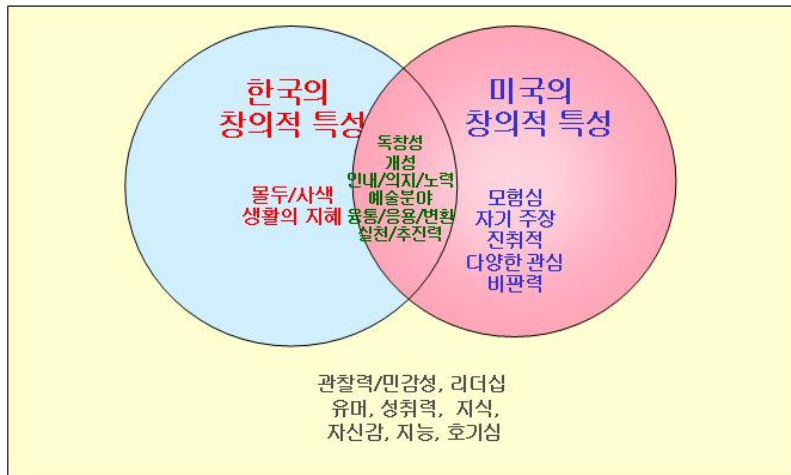 한국의
창의적 특성
몰두/사색
생활의 지혜
독창성
개성
인내/의지/노력
예술분야
융통/응용/변환
실천/추진력
미국의
창의적 특성
모험심
자기 주장
진취적
다양한 관심
비판력
관찰력/민감성, 리더십
유머, 성취력, 지식,
자신감, 지능, 호기심